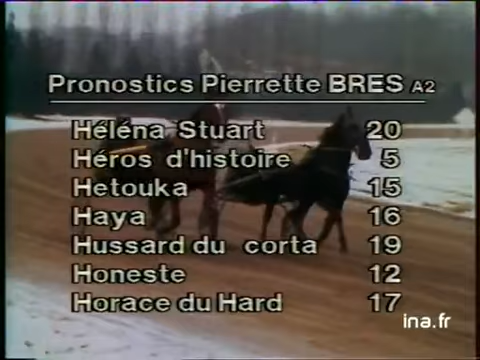 Pronostics Pierrette BRES A2
Héléna Stuart 20
Héros d'histoire 5
Hetouka 15
Haya 16
Hussard du corta 19
Honeste 12
Horace du Hard 17
ina.fr